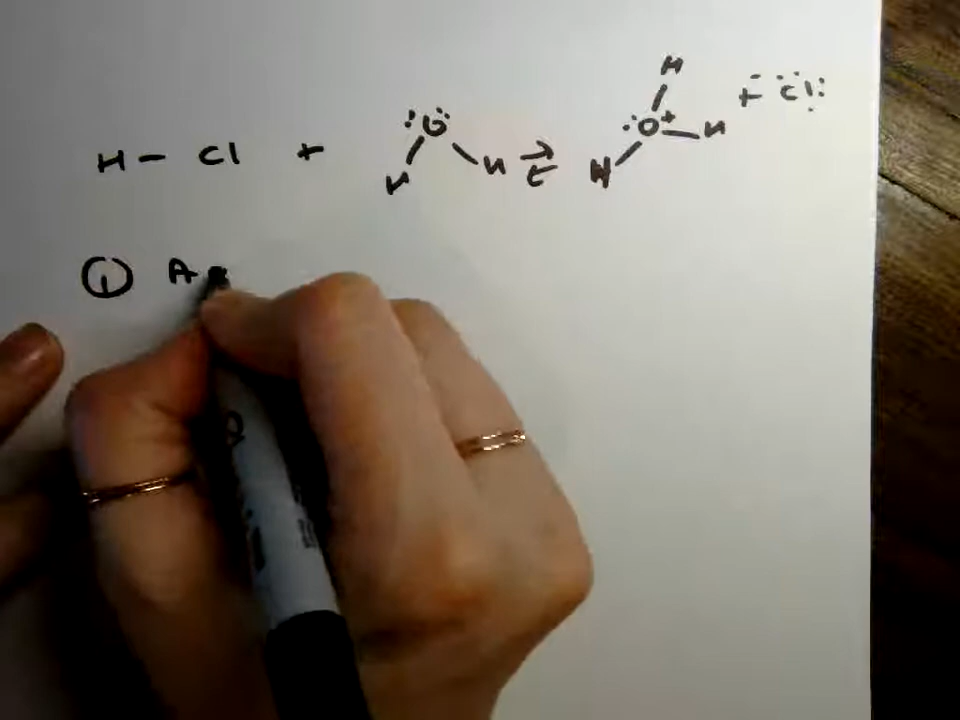 H - Cl + :Ö: H H ⇌ :O⁺ H H H + :Cl:⁻
① A